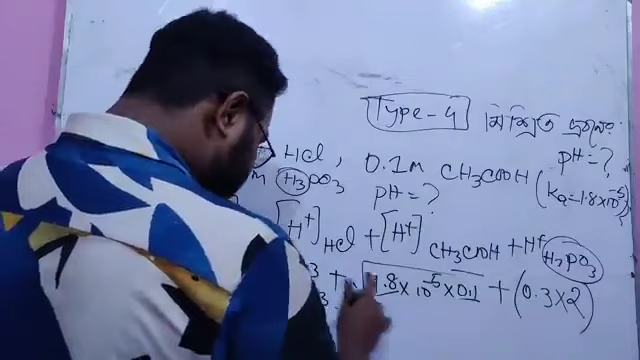 Type-4 মিশ্রিত দ্রবনের
HCl, 0.1m CH3COOH (Ka=1.8×10⁻⁵) pH=?
m H3PO3 pH=?
[H⁺]HCl + [H⁺]CH3COOH + H⁺ H3PO3
3 + √1.8×10⁻⁵×0.1 + (0.3×2)